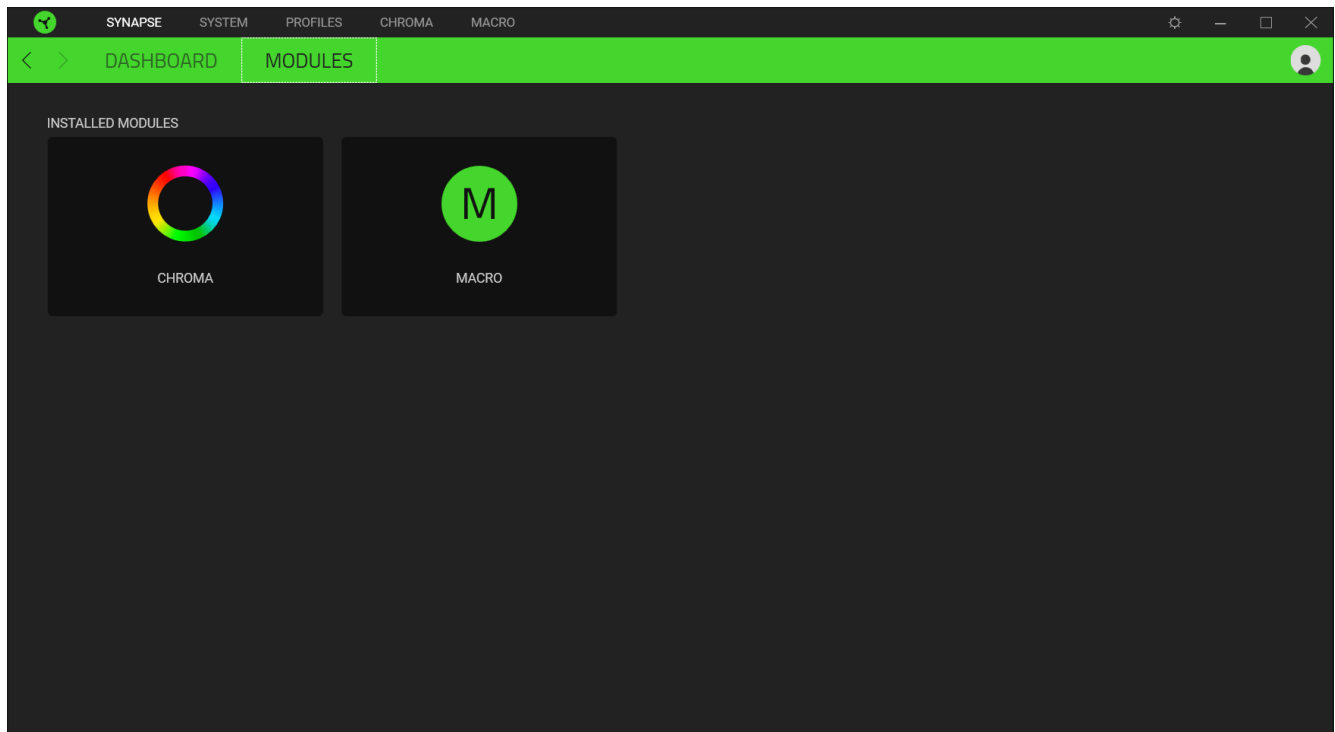 SYNAPSE SYSTEM PROFILES CHROMA MACRO
DASHBOARD MODULES
INSTALLED MODULES
M
CHROMA MACRO